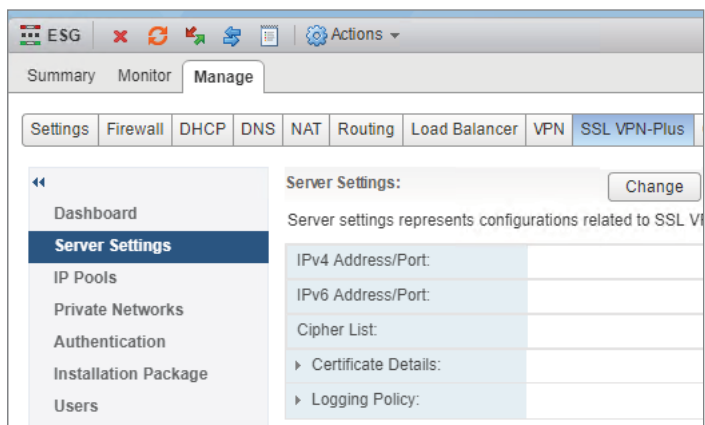 ESG Actions
Summary Monitor Manage
Settings Firewall DHCP DNS NAT Routing Load Balancer VPN SSL VPN-Plus
Server Settings: Change
Dashboard
Server settings represents configurations related to SSL
Server Settings
IPv4 Address/Port:
IP Pools
IPv6 Address/Port:
Private Networks
Cipher List:
Authentication
Certificate Details:
Installation Package
Logging Policy:
Users